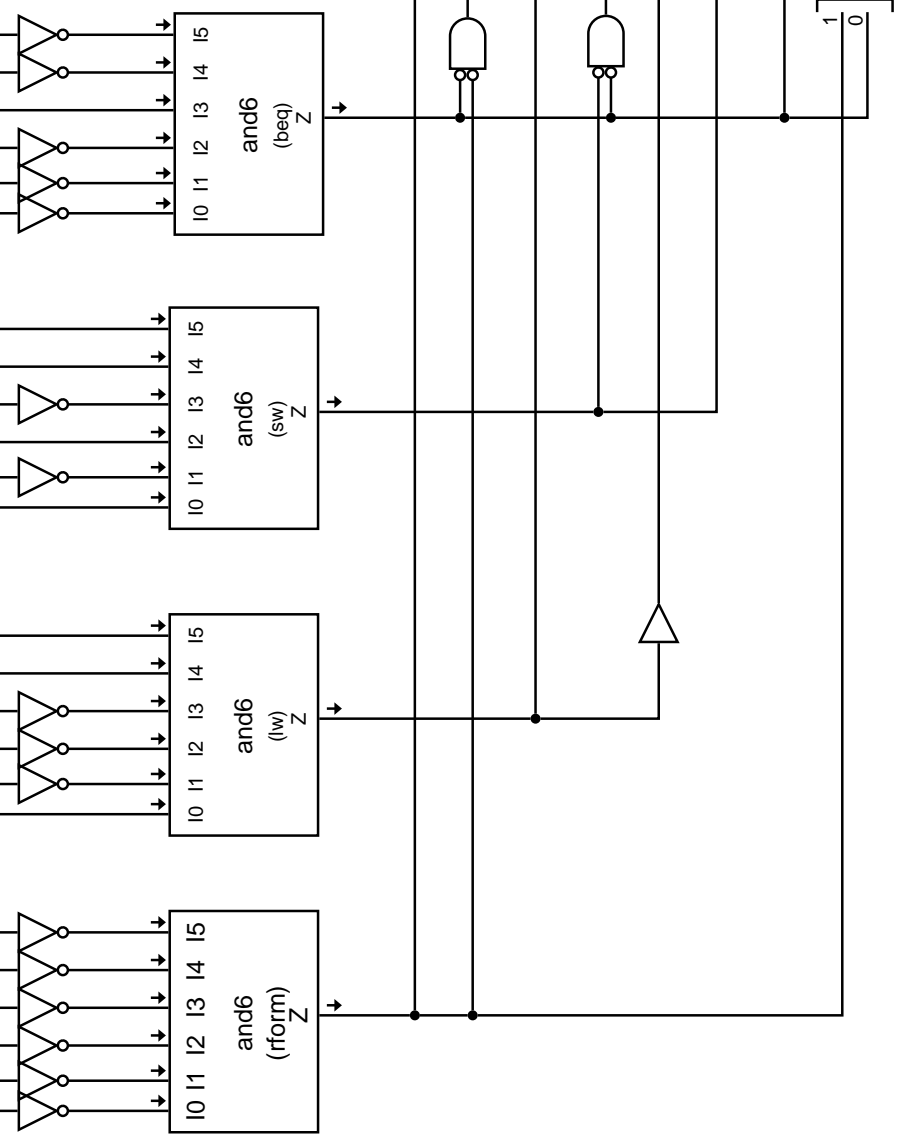 1
0
I5
I4
I3
I2
I1
I0
and6
(beq)
Z
I5
I4
I3
I2
I1
I0
and6
(sw)
Z
I5
I4
I3
I2
I1
I0
and6
(lw)
Z
I5
I4
I3
I2
I1
I0
and6
(rform)
Z